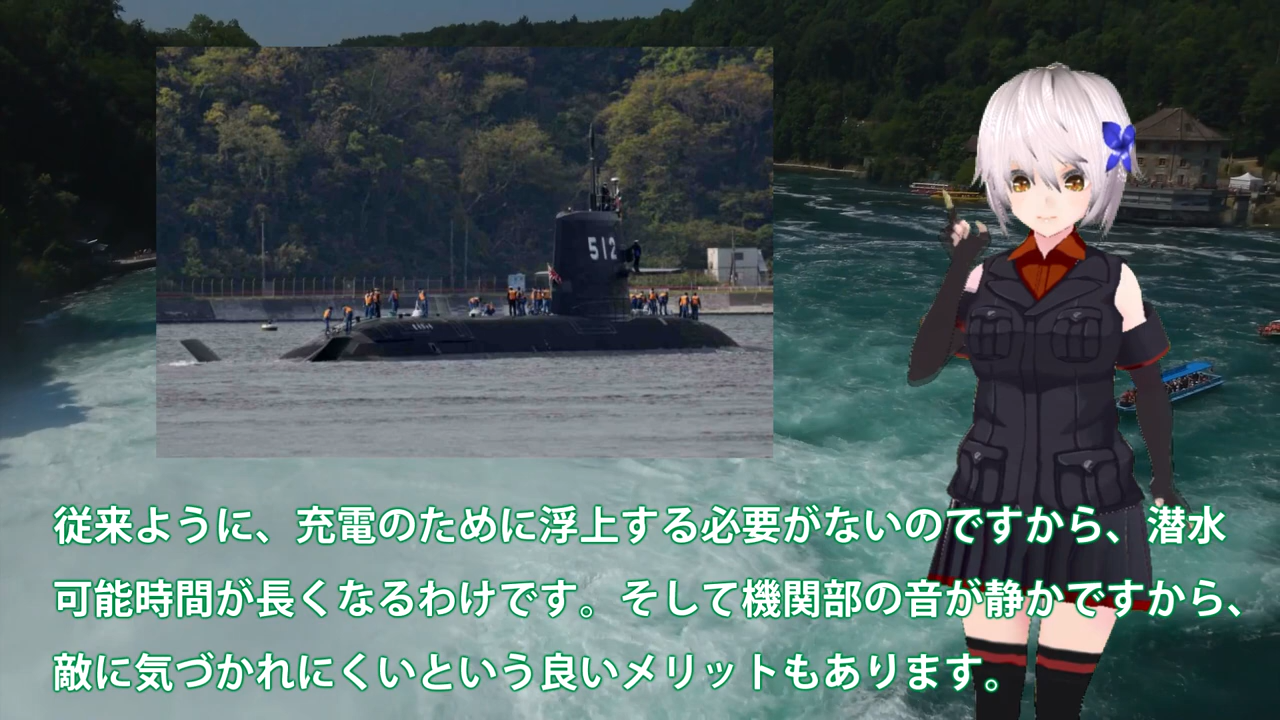 512
従来ように、充電のために浮上する必要がないのですから、潜水
可能時間が長くなるわけです。そして機関部の音が静かですから、
敵に気づかれにくいという良いメリットもあります。